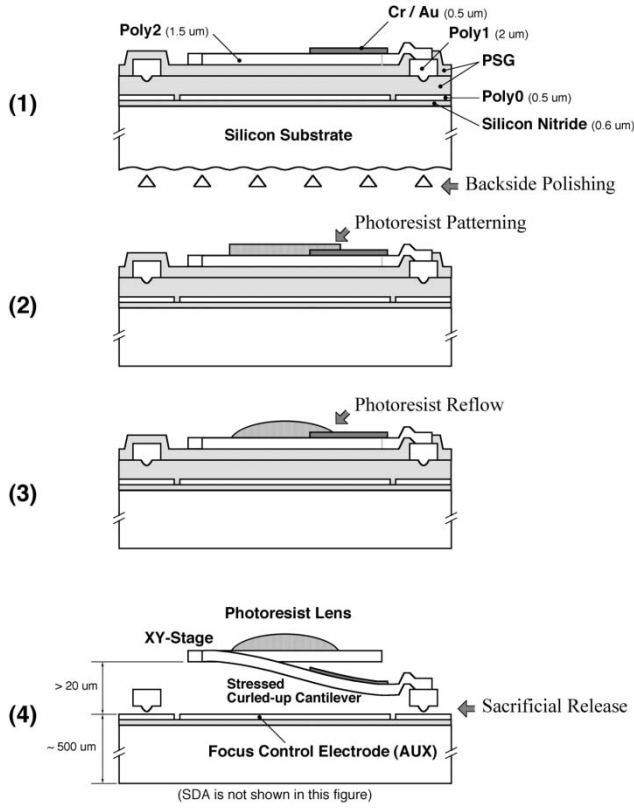 Cr / Au (0.5 um)
Poly2 (1.5 um)
Poly1 (2 um)
PSG
(1)
Poly0 (0.5 um)
Silicon Nitride (0.6 um)
Silicon Substrate
Backside Polishing
Photoresist Patterning
(2)
Photoresist Reflow
(3)
Photoresist Lens
XY-Stage
> 20 um
Stressed
Curled-up Cantilever
(4)
Sacrificial Release
~ 500 um
Focus Control Electrode (AUX)
(SDA is not shown in this figure)